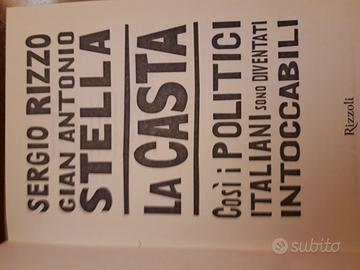 SERGIO RIZZO
GIAN ANTONIO
STELLA
LA CASTA
Così i POLITICI
ITALIANI SONO DIVENTATI
INTOCCABILI
Rizzoli
subito